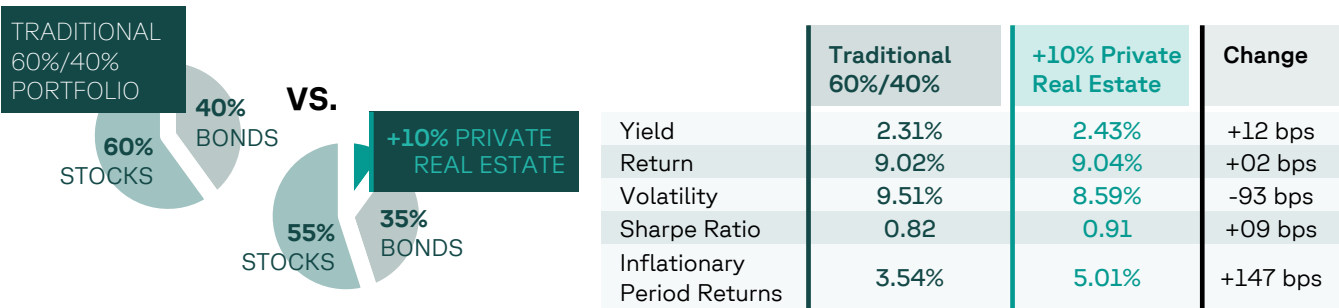 TRADITIONAL
60%/40%
PORTFOLIO
40%
BONDS
60%
STOCKS
VS.
+10% PRIVATE
REAL ESTATE
35%
BONDS
55%
STOCKS
Traditional 60%/40% +10% Private Real Estate Change
Yield 2.31% 2.43% +12 bps
Return 9.02% 9.04% +02 bps
Volatility 9.51% 8.59% -93 bps
Sharpe Ratio 0.82 0.91 +09 bps
Inflationary Period Returns 3.54% 5.01% +147 bps